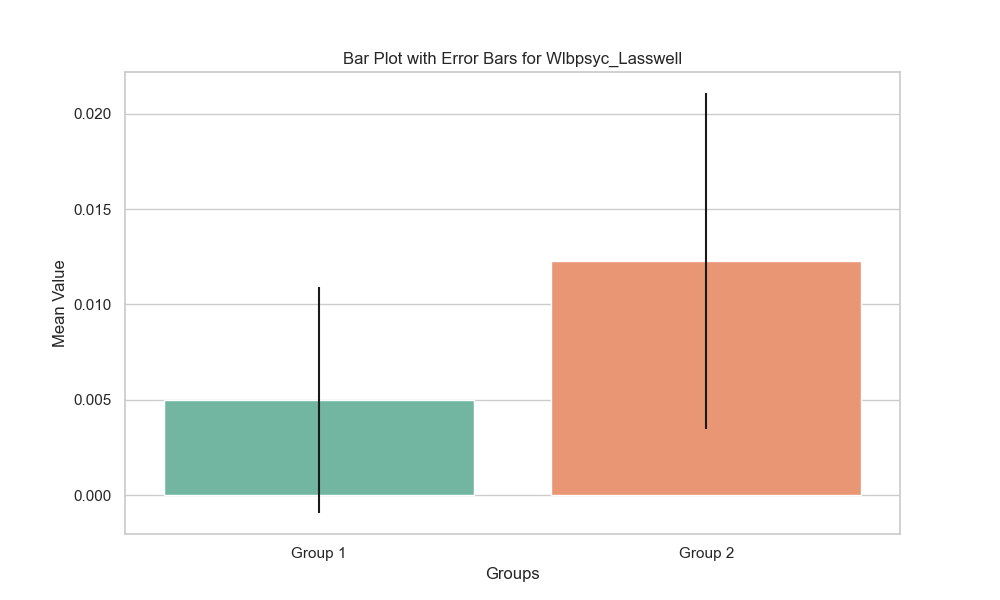 Bar Plot with Error Bars for Wlbpsyc_Lasswell
0.020
0.015
0.010
0.005
0.000
Mean Value
Group 1
Group 2
Groups